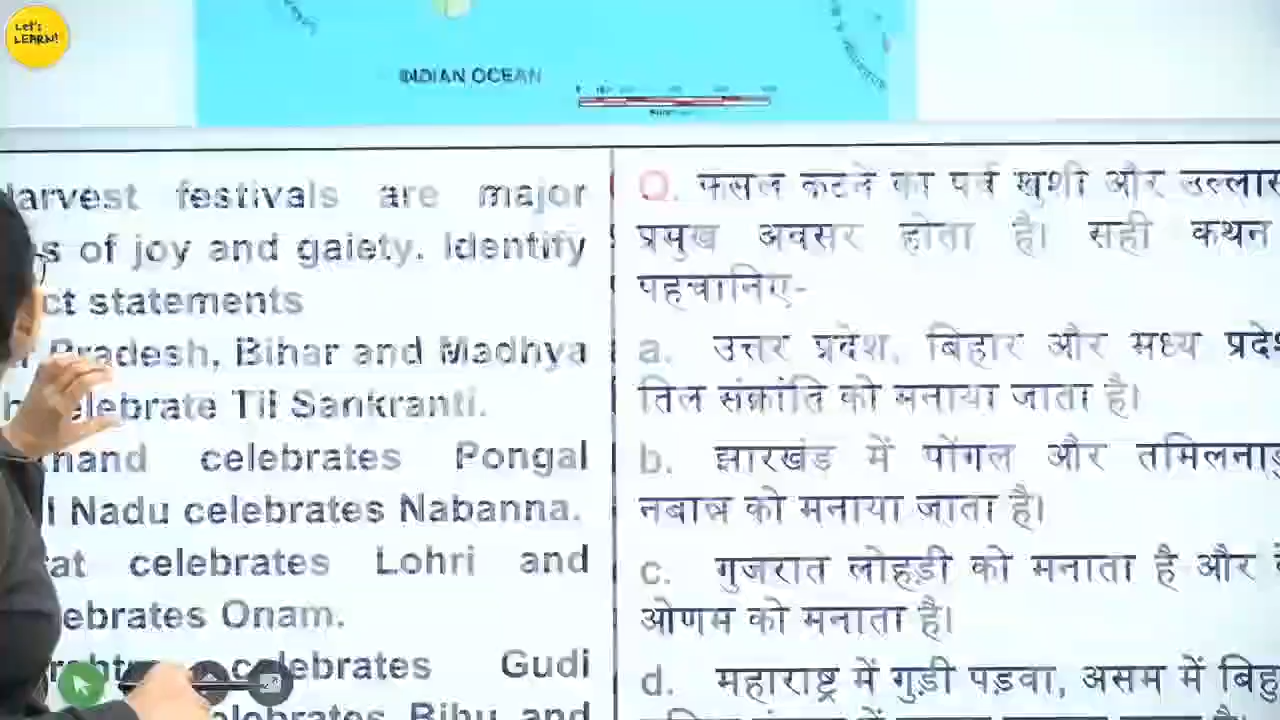 Let's
LEARN!
INDIAN OCEAN
arvest festivals are major
s of joy and gaiety. Identify
ct statements
Pradesh, Bihar and Madhya
elebrate Til Sankranti.
hand celebrates Pongal
i Nadu celebrates Nabanna.
at celebrates Lohri and
ebrates Onam.
celebrates Gudi
elebrates Bihu and
Q. फसल कटने का पर्व खुशी और उल्लास
प्रमुख अवसर होता है। सही कथन
पहचानिए-
a. उत्तर प्रदेश, बिहार और मध्य प्रदेश
तिल संक्रांति को मनाया जाता है।
b. झारखंड में पोंगल और तमिलनाडु
नबान्न को मनाया जाता है।
c. गुजरात लोहड़ी को मनाता है और
ओणम को मनाता है।
d. महाराष्ट्र में गुड़ी पड़वा, असम में बिहु